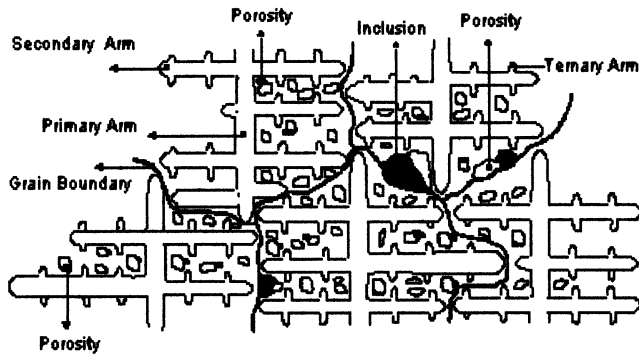 Porosity
Inclusion
Porosity
Secondary Arm
Ternary Arm
Primary Arm
Grain Boundary
Porosity